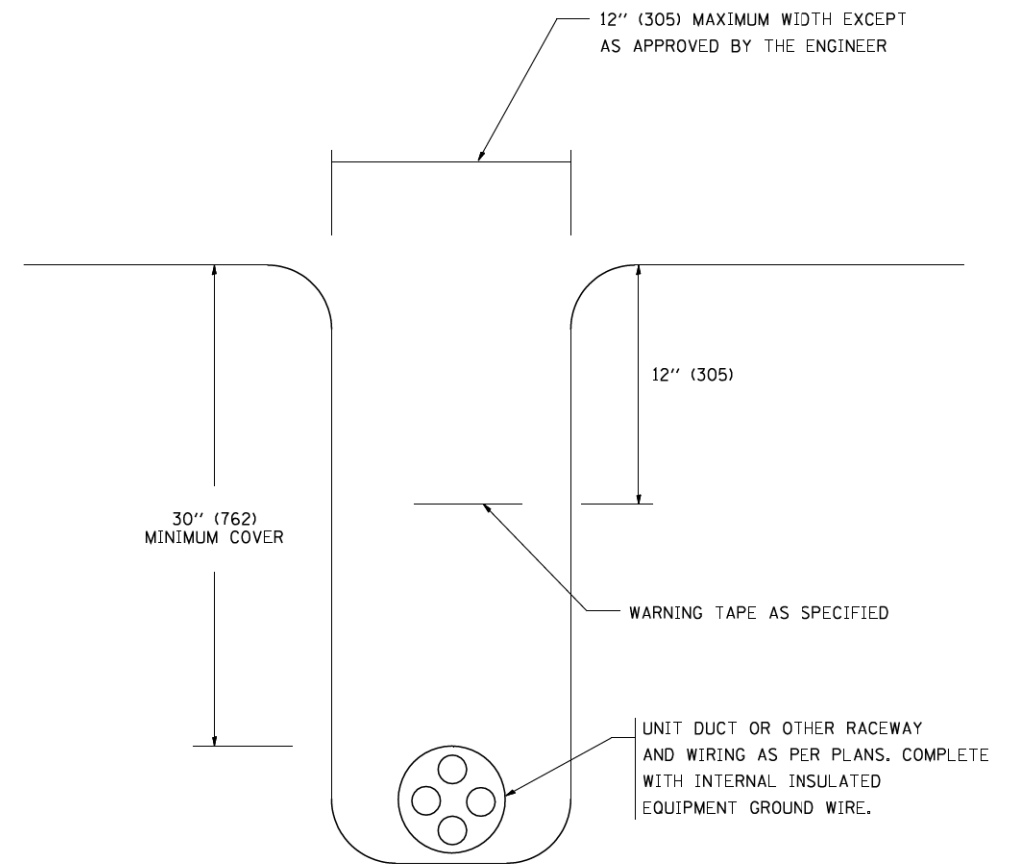 12'' (305) MAXIMUM WIDTH EXCEPT
AS APPROVED BY THE ENGINEER
12'' (305)
30'' (762)
MINIMUM COVER
WARNING TAPE AS SPECIFIED
UNIT DUCT OR OTHER RACEWAY
AND WIRING AS PER PLANS. COMPLETE
WITH INTERNAL INSULATED
EQUIPMENT GROUND WIRE.